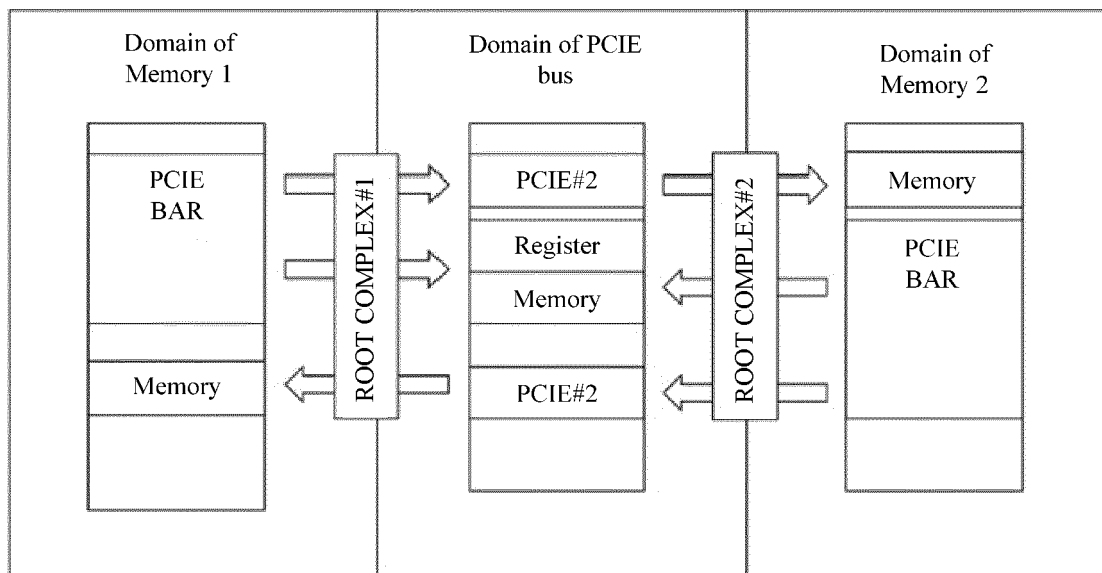 Domain of
Memory 1
PCIE
BAR
Memory
ROOT COMPLEX#1
Domain of PCIE
bus
PCIE#2
Register
Memory
PCIE#2
ROOT COMPLEX#2
Domain of
Memory 2
Memory
PCIE
BAR